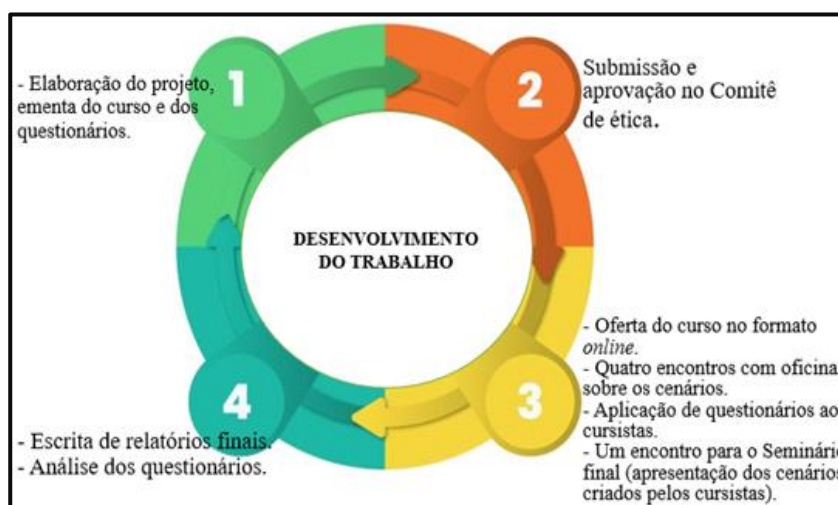 1
- Elaboração do projeto,
ementa do curso e dos
questionários.
2
Submissão e
aprovação no Comitê
de ética.
DESENVOLVIMENTO
DO TRABALHO
3
- Oferta do curso no formato
online.
- Quatro encontros com oficina
sobre os cenários.
- Aplicação de questionários ao
cursistas.
- Um encontro para o Seminário
final (apresentação dos cenários
criados pelos cursistas).
4
- Escrita de relatórios finais.
- Análise dos questionários.